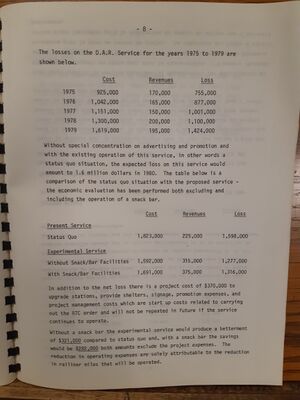 - 8 -
The losses on the D.A.R. Service for the years 1975 to 1979 are
shown below.
Cost Revenues Loss
1975 925,000 170,000 755,000
1976 1,042,000 165,000 877,000
1977 1,151,000 150,000 1,001,000
1978 1,300,000 200,000 1,100,000
1979 1,619,000 195,000 1,424,000
Without special concentration on advertising and promotion and
with the existing operation of this service, in other words a
status quo situation, the expected loss on this service would
amount to 1.6 million dollars in 1980. The table below is a
comparison of the status quo situation with the proposed service -
the economic evaluation has been performed both excluding and
including the operation of a snack bar.
Cost Revenues Loss
Present Service
Status Quo 1,823,000 225,000 1,598,000
Experimental Service
Without Snack/Bar Facilities 1,592,000 315,000 1,277,000
With Snack/Bar Facilities 1,691,000 375,000 1,316,000
In addition to the net loss there is a project cost of $370,000 to
upgrade stations, provide shelters, signage, promotion expenses, and
project management costs which are start up costs related to carrying
out the RTC order and will not be repeated in future if the service
continues to operate.
Without a snack bar the experimental service would produce a betterment
of $321,000 compared to status quo and, with a snack bar the savings
would be $282,000 both amounts exclude the project expenses. The
reduction in operating expenses are solely attributable to the reduction
in railiner miles that will be operated.